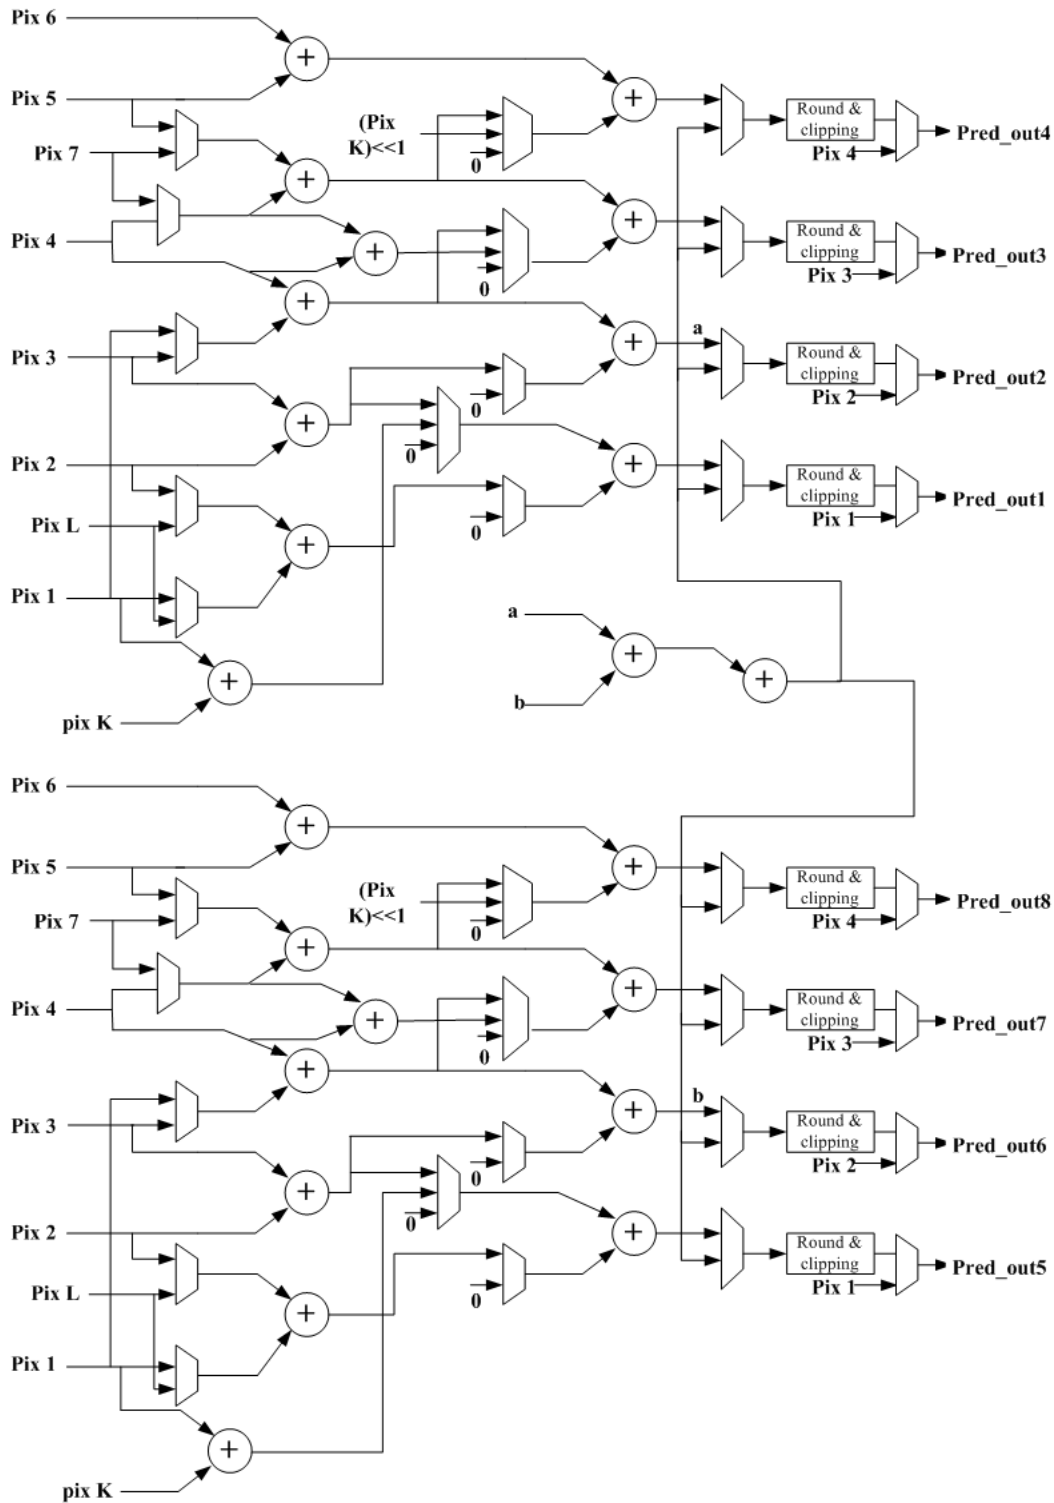 Pix 6
Pix 5
Pix 7
Pix 4
Pix 3
Pix 2
Pix L
Pix 1
pix K
+
+
+
+
+
+
+
(Pix
K)<<1
0
0
0
0
0
+
+
+
+
a
Round &
clipping
Pix 4
Pred_out4
Round &
clipping
Pix 3
Pred_out3
Round &
clipping
Pix 2
Pred_out2
Round &
clipping
Pix 1
Pred_out1
a
b
+
+
Pix 6
Pix 5
Pix 7
Pix 4
Pix 3
Pix 2
Pix L
Pix 1
pix K
+
+
+
+
+
+
+
(Pix
K)<<1
0
0
0
0
0
+
+
+
+
b
Round &
clipping
Pix 4
Pred_out8
Round &
clipping
Pix 3
Pred_out7
Round &
clipping
Pix 2
Pred_out6
Round &
clipping
Pix 1
Pred_out5